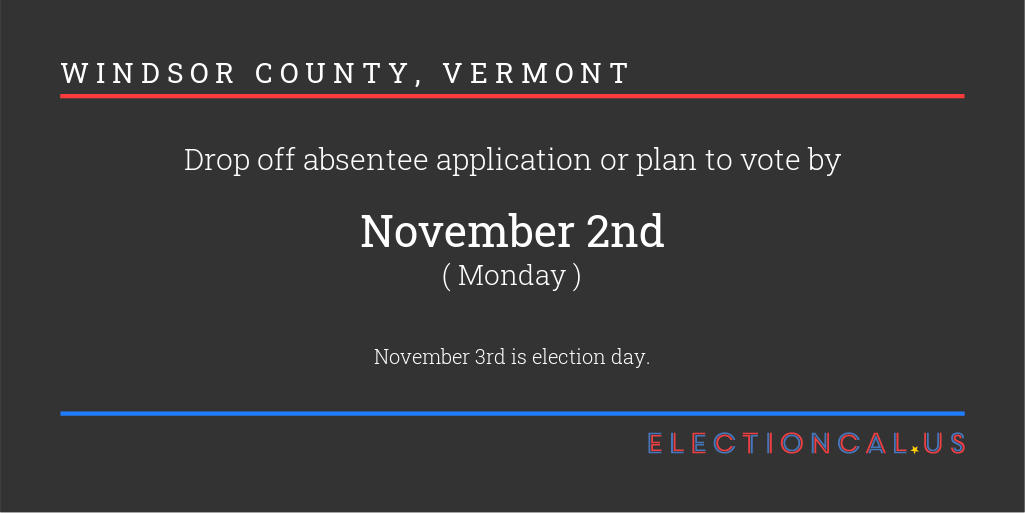 WINDSOR COUNTY, VERMONT
Drop off absentee application or plan to vote by
November 2nd
( Monday )
November 3rd is election day.
ELECTIONCAL.US